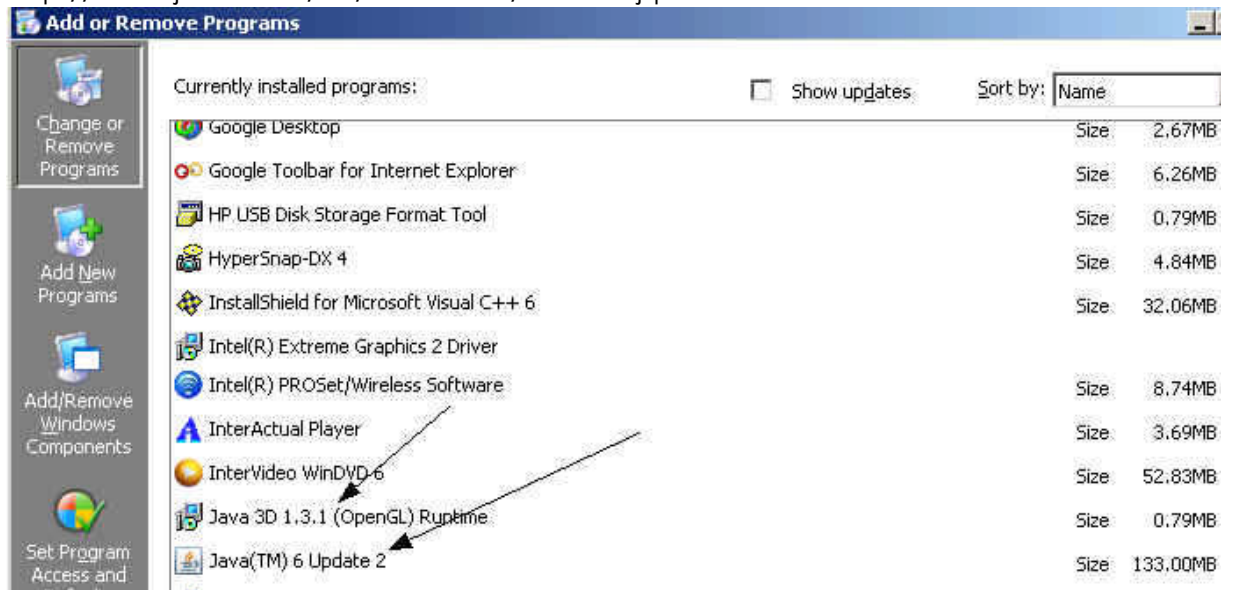 Add or Remove Programs
Change or
Remove
Programs
Add New
Programs
Add/Remove
Windows
Components
Set Program
Access and
Currently installed programs:
Show updates
Sort by: Name
Google Desktop Size 2.67MB
Google Toolbar for Internet Explorer Size 6.26MB
HP USB Disk Storage Format Tool Size 0.79MB
HyperSnap-DX 4 Size 4.84MB
InstallShield for Microsoft Visual C++ 6 Size 32.06MB
Intel(R) Extreme Graphics 2 Driver
Intel(R) PROSet/Wireless Software Size 8.74MB
InterActual Player Size 3.69MB
InterVideo WinDVD 6 Size 52.83MB
Java 3D 1.3.1 (OpenGL) Runtime Size 0.79MB
Java(TM) 6 Update 2 Size 133.00MB